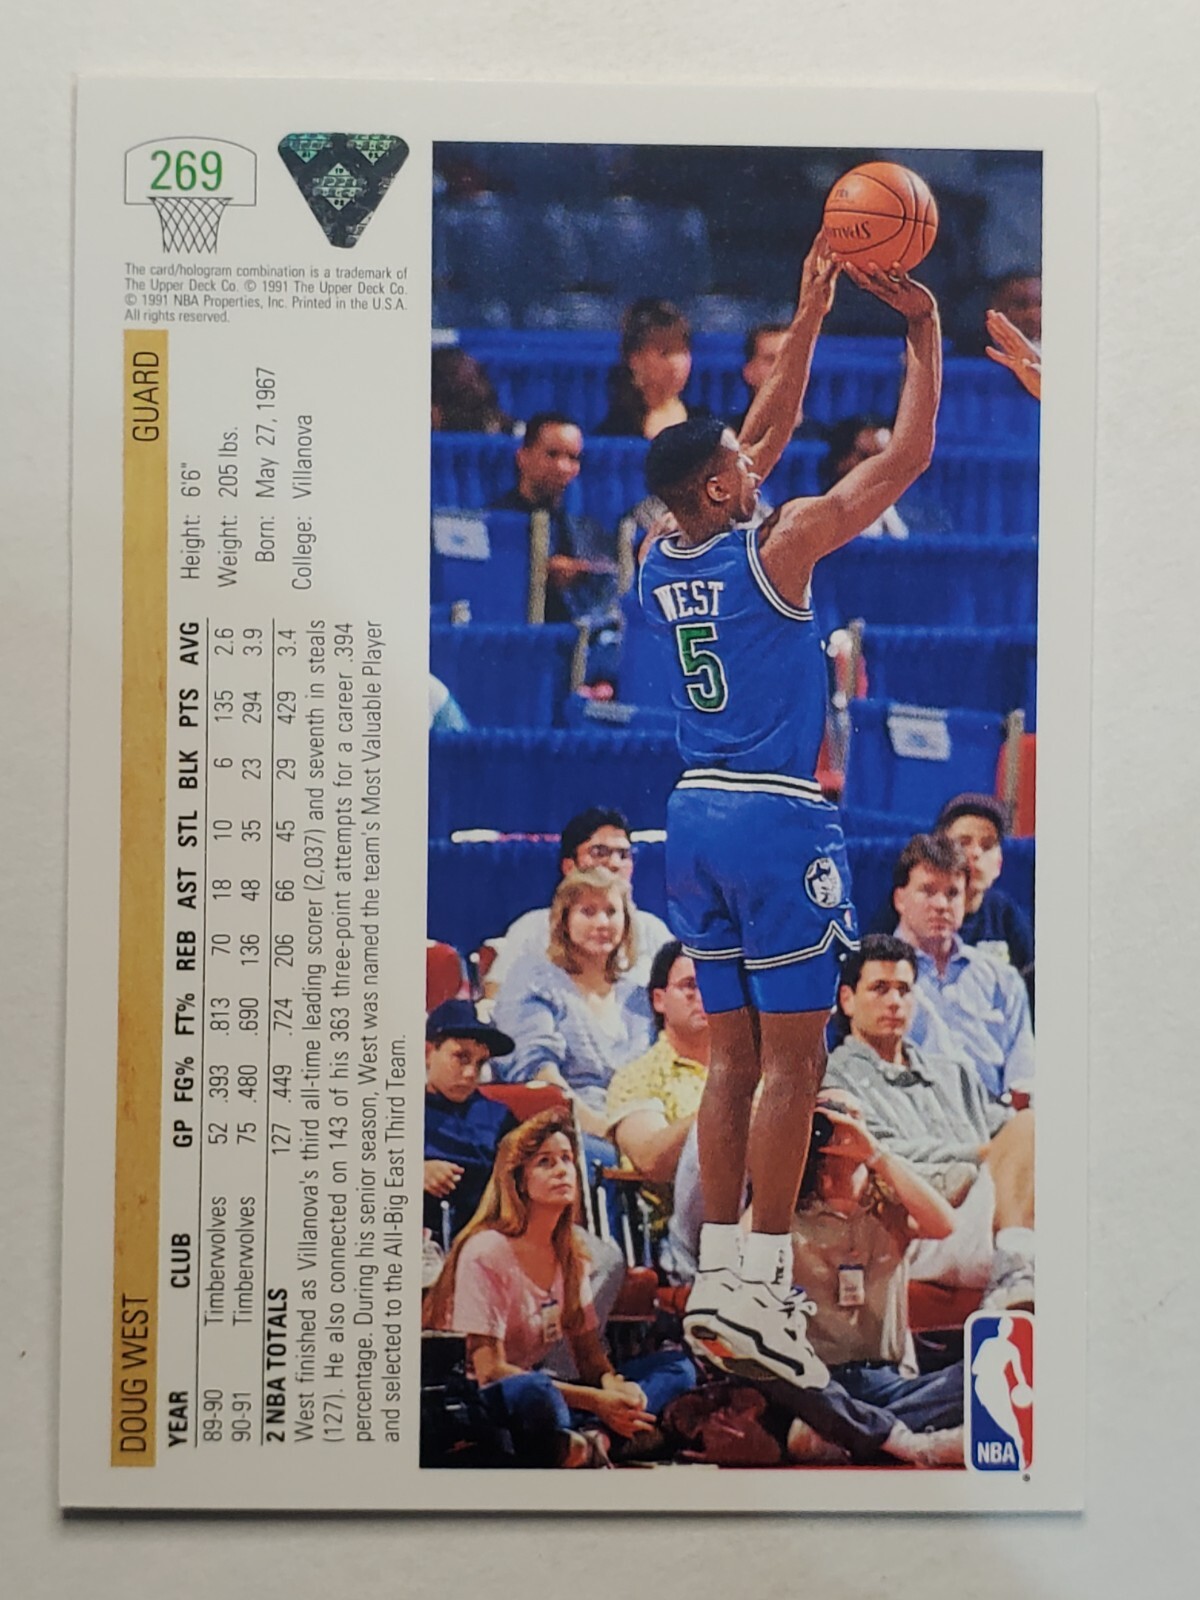 269
The card/hologram combination is a trademark of
The Upper Deck Co. © 1991 The Upper Deck Co.
© 1991 NBA Properties, Inc. Printed in the U.S.A.
All rights reserved.
DOUG WEST GUARD
Height: 6'6"
Weight: 205 lbs.
Born: May 27, 1967
College: Villanova
YEAR CLUB GP FG% FT% REB AST STL BLK PTS AVG
89-90 Timberwolves 52 .393 .813 70 18 10 6 135 2.6
90-91 Timberwolves 75 .480 .690 136 48 35 23 294 3.9
2 NBA TOTALS 127 .449 .724 206 66 45 29 429 3.4
West finished as Villanova's third all-time leading scorer (2,037) and seventh in steals
(127). He also connected on 143 of his 363 three-point attempts for a career .394
percentage. During his senior season, West was named the team's Most Valuable Player
and selected to the All-Big East Third Team.
WEST
5
NBA
®